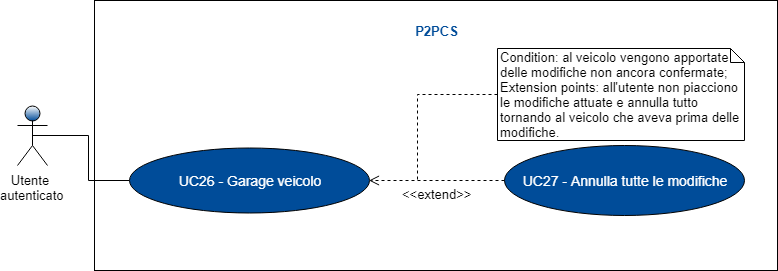 P2PCS
Condition: al veicolo vengono apportate
delle modifiche non ancora confermate;
Extension points: all'utente non piacciono
le modifiche attuate e annulla tutto
tornando al veicolo che aveva prima delle
modifiche.
Utente
autenticato
UC26 - Garage veicolo
<<extend>>
UC27 - Annulla tutte le modifiche